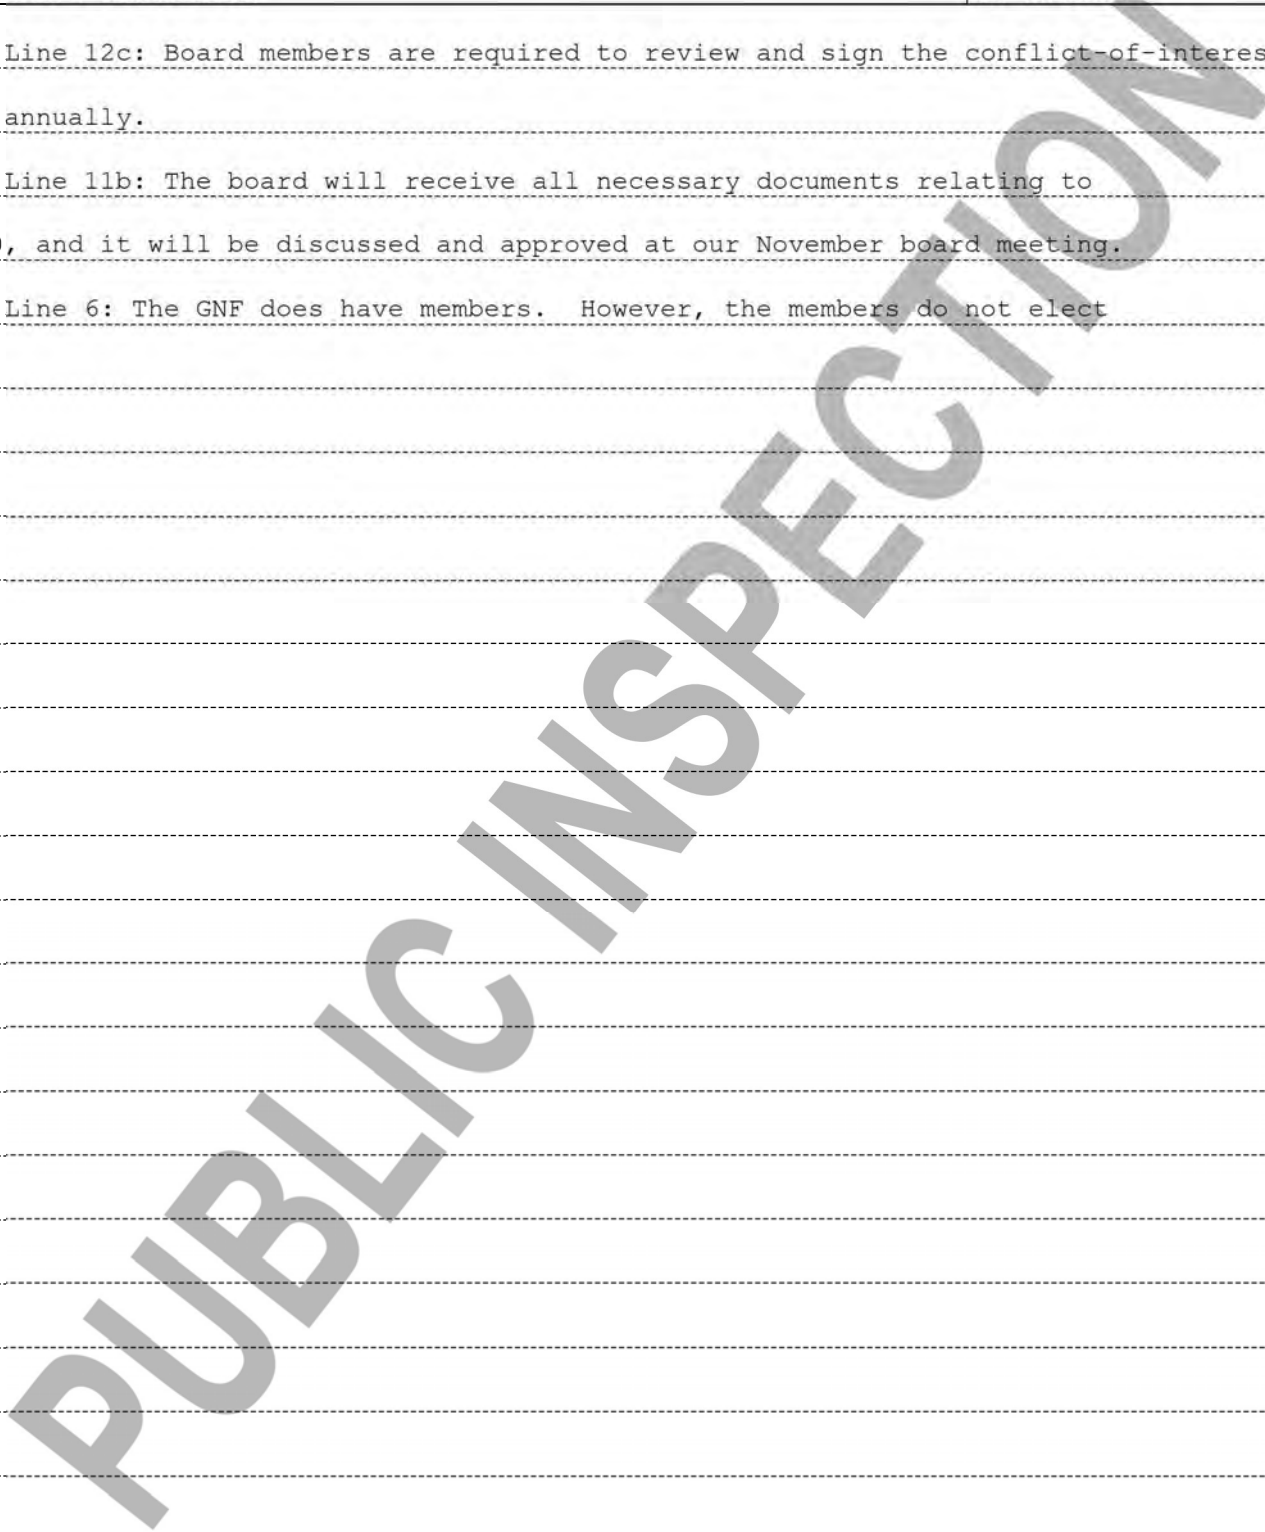 Line 12c: Board members are required to review and sign the conflict-of-interes
annually.
Line 11b: The board will receive all necessary documents relating to
, and it will be discussed and approved at our November board meeting.
Line 6: The GNF does have members.  However, the members do not elect
PUBLIC INSPECTION